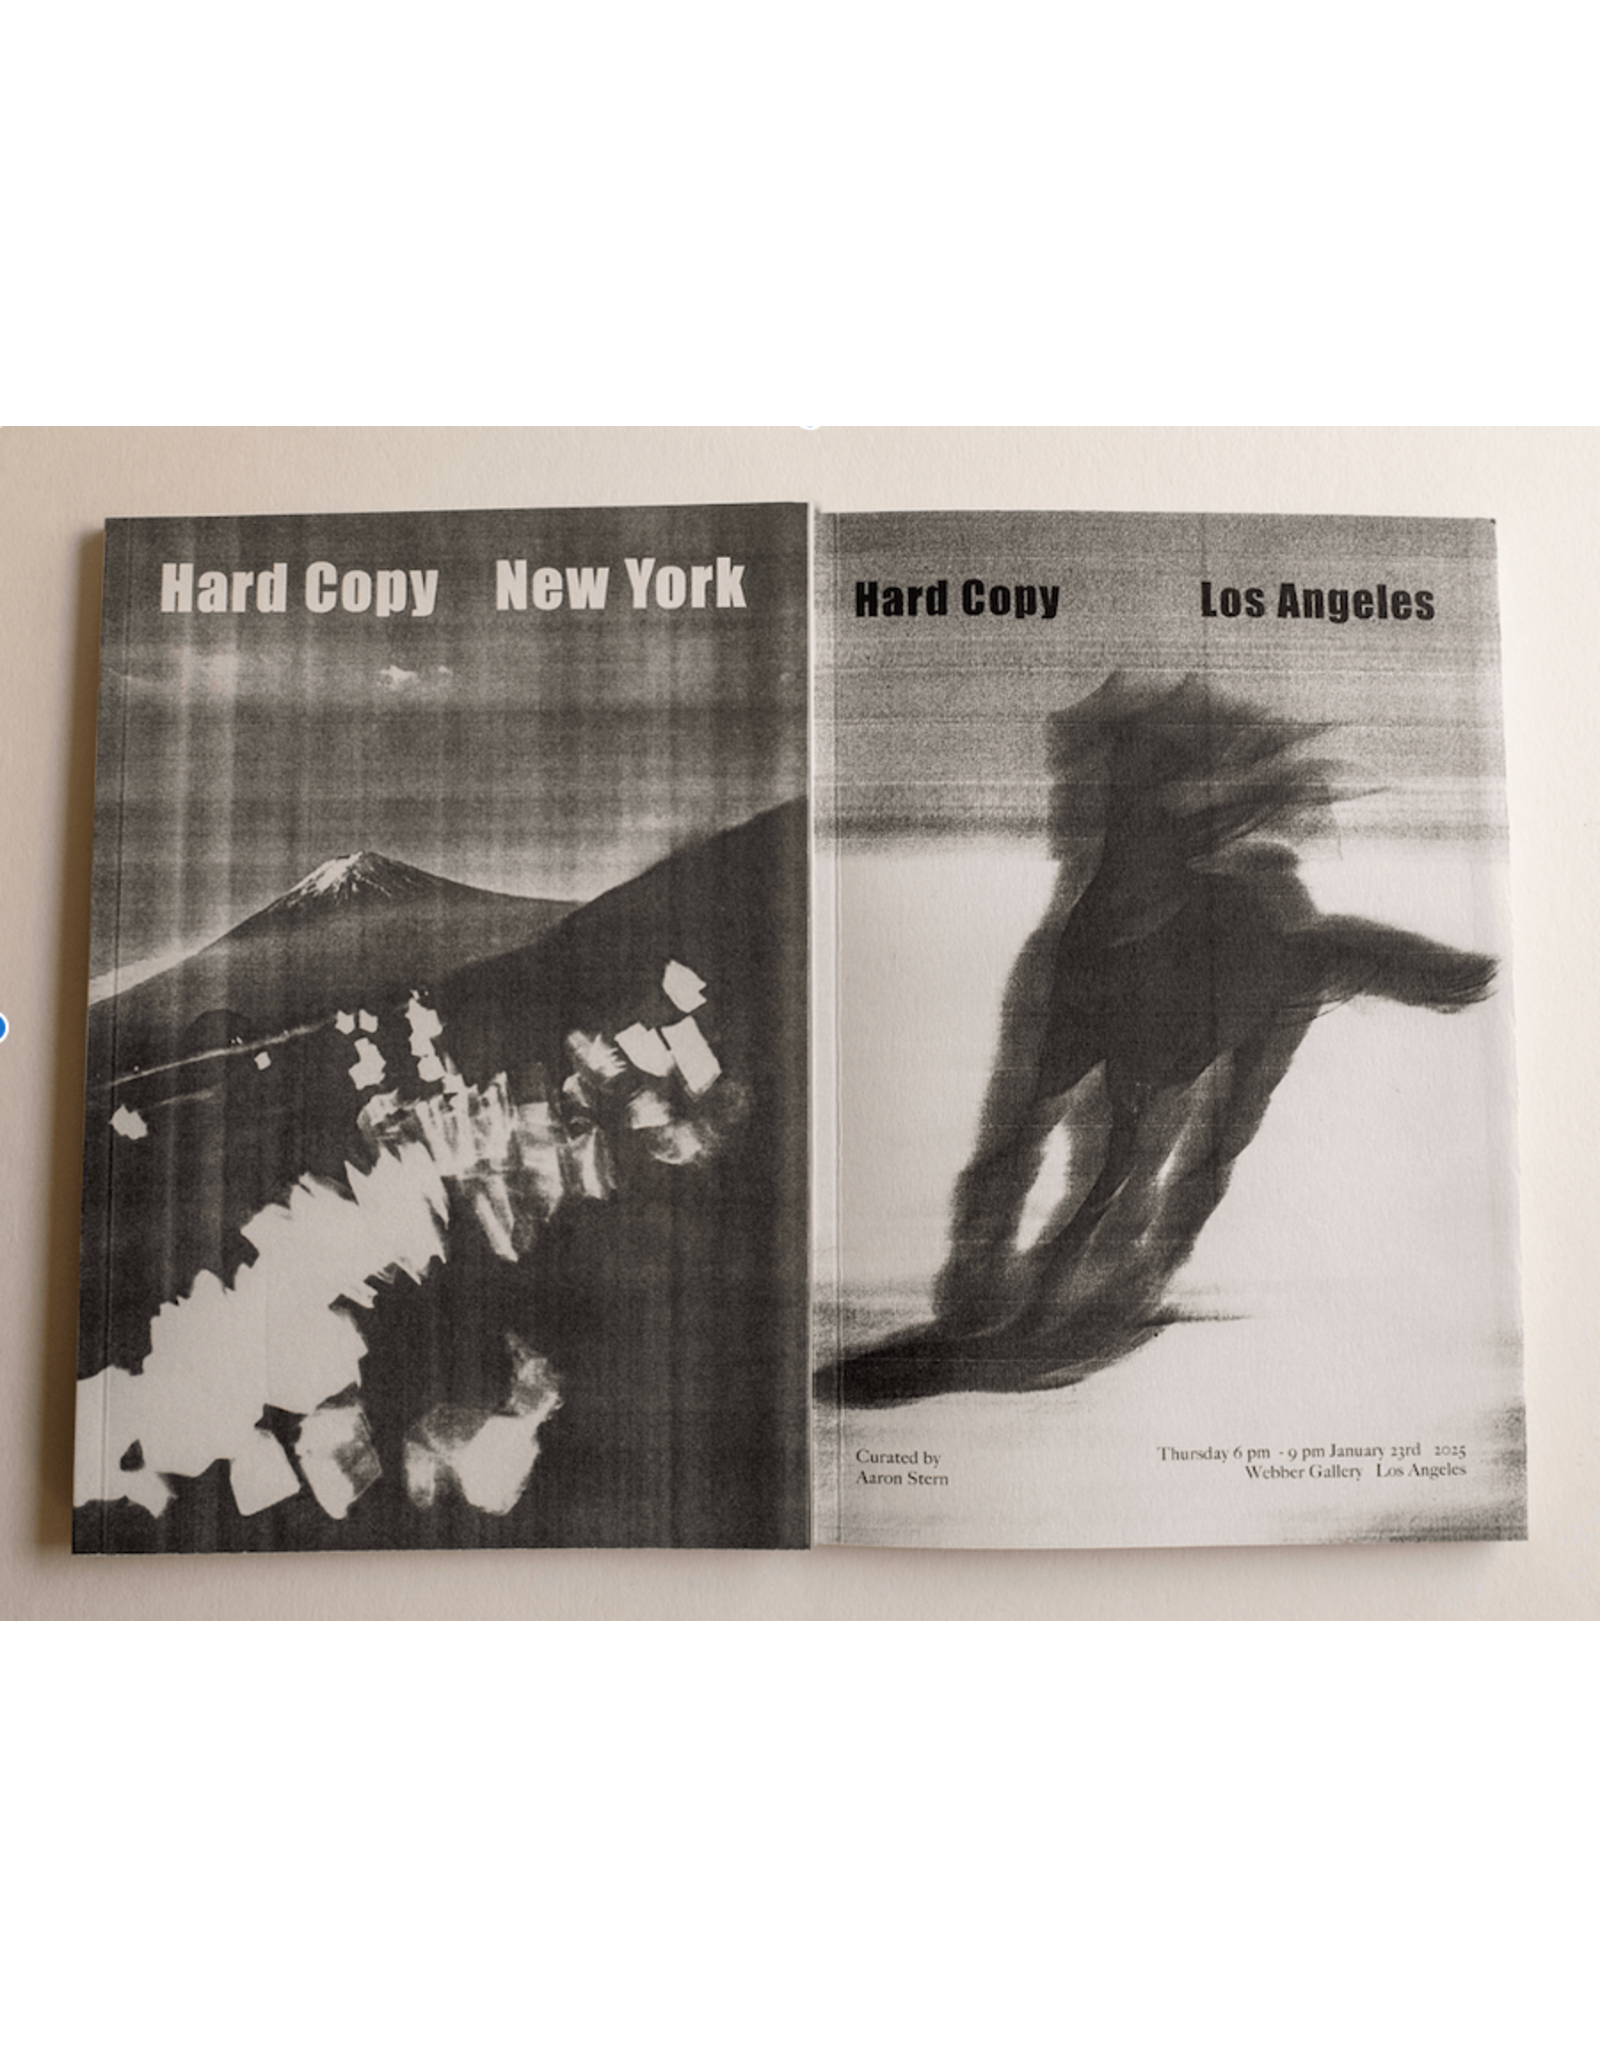 Hard Copy New York
Hard Copy Los Angeles
Curated by
Aaron Stern
Thursday 6 pm - 9 pm January 23rd 2025
Webber Gallery Los Angeles